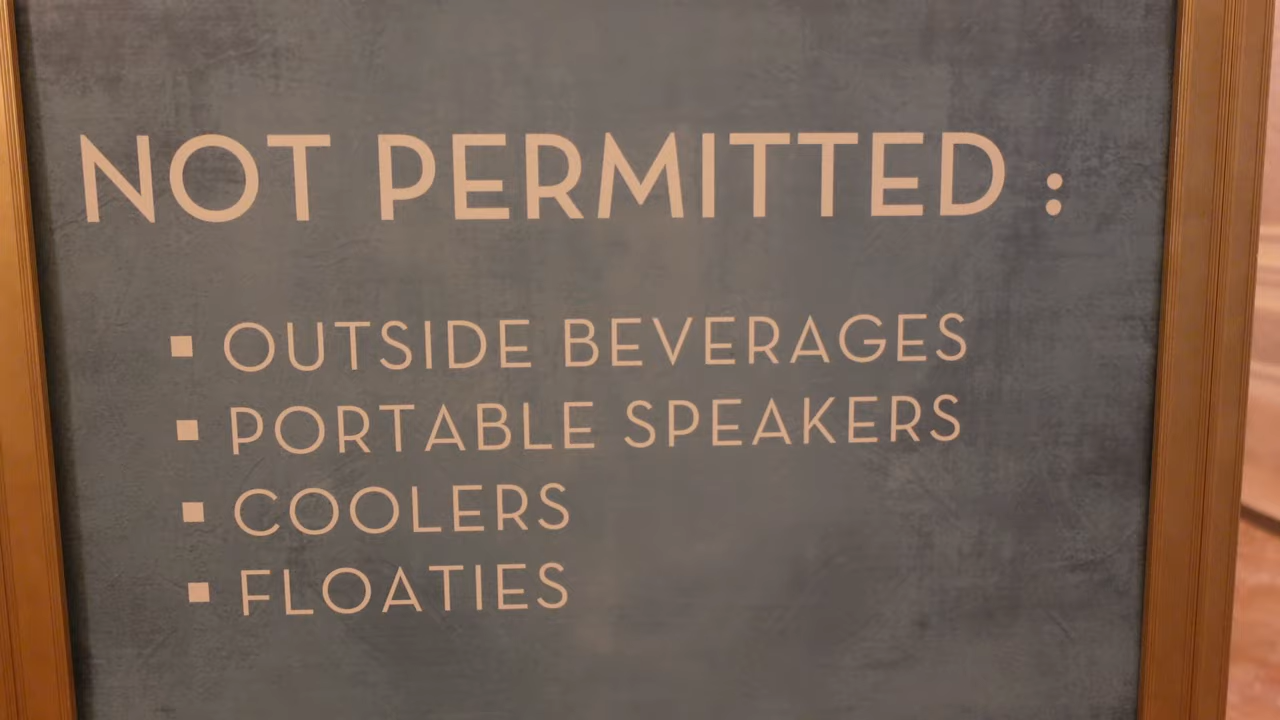 NOT PERMITTED :
▪ OUTSIDE BEVERAGES
▪ PORTABLE SPEAKERS
▪ COOLERS
▪ FLOATIES